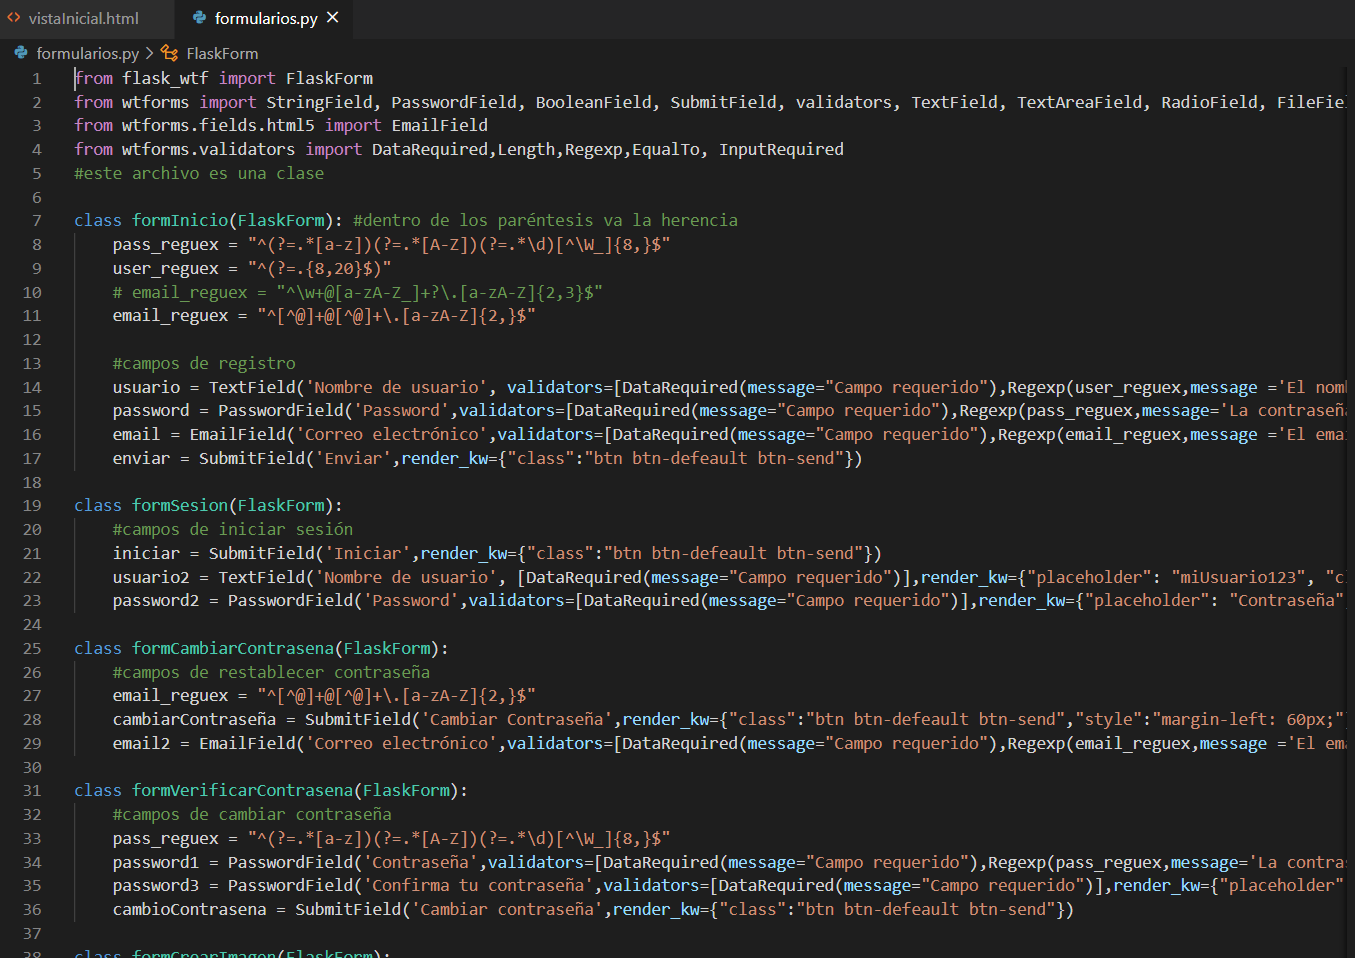 vistaInicial.html formularios.py
formularios.py > FlaskForm
1 from flask_wtf import FlaskForm
2 from wtforms import StringField, PasswordField, BooleanField, SubmitField, validators, TextField, TextAreaField, RadioField, FileFiel
3 from wtforms.fields.html5 import EmailField
4 from wtforms.validators import DataRequired,Length,Regexp,EqualTo, InputRequired
5 #este archivo es una clase
6
7 class formInicio(FlaskForm): #dentro de los paréntesis va la herencia
8 pass_reguex = "^(?=.*[a-z])(?=.*[A-Z])(?=.*\d)[^\W_]{8,}$"
9 user_reguex = "^(?=.{8,20}$)"
10 # email_reguex = "^\w+@[a-zA-Z_]+?\.[a-zA-Z]{2,3}$"
11 email_reguex = "^[^@]+@[^@]+\.[a-zA-Z]{2,}$"
12
13 #campos de registro
14 usuario = TextField('Nombre de usuario', validators=[DataRequired(message="Campo requerido"),Regexp(user_reguex,message ='El nom
15 password = PasswordField('Password',validators=[DataRequired(message="Campo requerido"),Regexp(pass_reguex,message='La contraseña
16 email = EmailField('Correo electrónico',validators=[DataRequired(message="Campo requerido"),Regexp(email_reguex,message ='El emai
17 enviar = SubmitField('Enviar',render_kw={"class":"btn btn-defeault btn-send"})
18
19 class formSesion(FlaskForm):
20 #campos de iniciar sesión
21 iniciar = SubmitField('Iniciar',render_kw={"class":"btn btn-defeault btn-send"})
22 usuario2 = TextField('Nombre de usuario', [DataRequired(message="Campo requerido")],render_kw={"placeholder": "miUsuario123", "c
23 password2 = PasswordField('Password',validators=[DataRequired(message="Campo requerido")],render_kw={"placeholder": "Contraseña"
24
25 class formCambiarContrasena(FlaskForm):
26 #campos de restablecer contraseña
27 email_reguex = "^[^@]+@[^@]+\.[a-zA-Z]{2,}$"
28 cambiarContraseña = SubmitField('Cambiar Contraseña',render_kw={"class":"btn btn-defeault btn-send","style":"margin-left: 60px;"
29 email2 = EmailField('Correo electrónico',validators=[DataRequired(message="Campo requerido"),Regexp(email_reguex,message ='El ema
30
31 class formVerificarContrasena(FlaskForm):
32 #campos de cambiar contraseña
33 pass_reguex = "^(?=.*[a-z])(?=.*[A-Z])(?=.*\d)[^\W_]{8,}$"
34 password1 = PasswordField('Contraseña',validators=[DataRequired(message="Campo requerido"),Regexp(pass_reguex,message='La contras
35 password3 = PasswordField('Confirma tu contraseña',validators=[DataRequired(message="Campo requerido")],render_kw={"placeholder"
36 cambioContrasena = SubmitField('Cambiar contraseña',render_kw={"class":"btn btn-defeault btn-send"})
37
38 class formCrearImagen(FlaskForm):